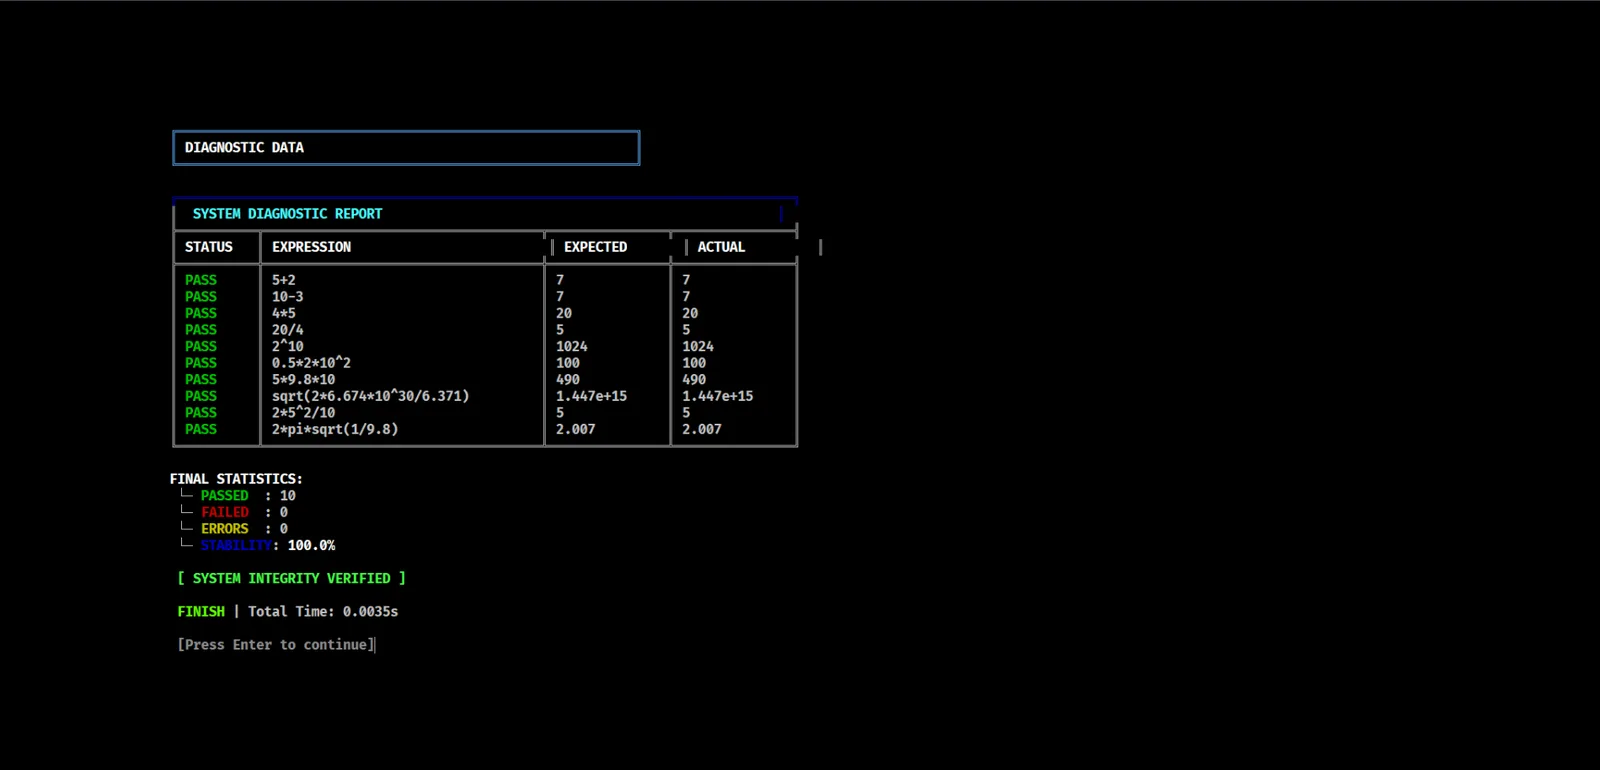 DIAGNOSTIC DATA
SYSTEM DIAGNOSTIC REPORT
STATUS EXPRESSION EXPECTED ACTUAL
PASS 5+2 7 7
PASS 10-3 7 7
PASS 4*5 20 20
PASS 20/4 5 5
PASS 2^10 1024 1024
PASS 0.5*2*10^2 100 100
PASS 5*9.8*10 490 490
PASS sqrt(2*6.674*10^30/6.371) 1.447e+15 1.447e+15
PASS 2*5^2/10 5 5
PASS 2*pi*sqrt(1/9.8) 2.007 2.007
FINAL STATISTICS:
└─ PASSED : 10
└─ FAILED : 0
└─ ERRORS : 0
└─ STABILITY: 100.0%
[ SYSTEM INTEGRITY VERIFIED ]
FINISH | Total Time: 0.0035s
[Press Enter to continue]